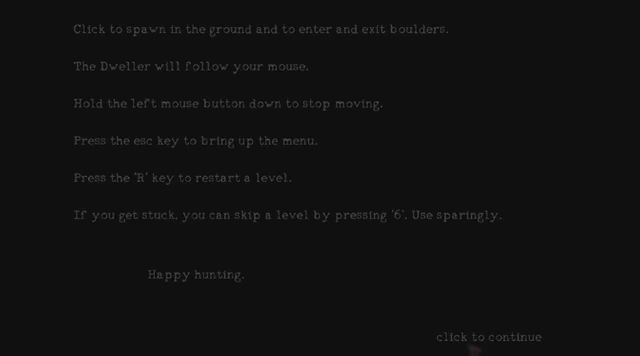 Click to spawn in the ground and to enter and exit boulders.
The Dweller will follow your mouse.
Hold the left mouse button down to stop moving.
Press the esc key to bring up the menu.
Press the 'R' key to restart a level.
If you get stuck, you can skip a level by pressing '6'. Use sparingly.
Happy hunting.
click to continue